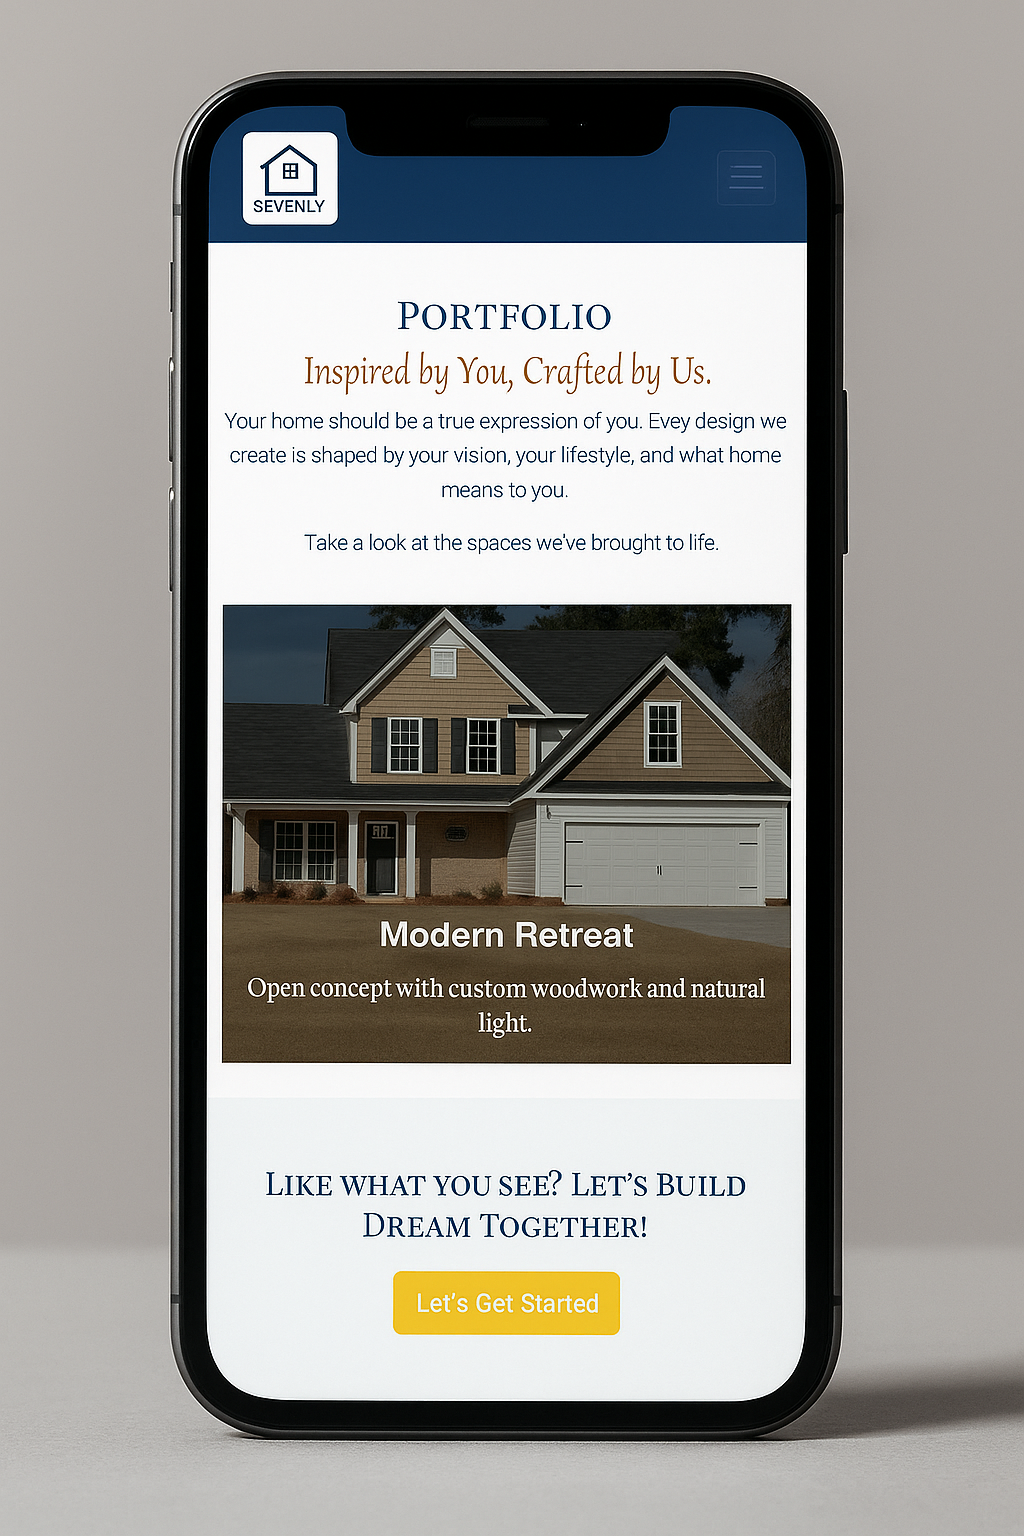 SEVENLY
PORTFOLIO
Inspired by You, Crafted by Us.
Your home should be a true expression of you. Evey design we
create is shaped by your vision, your lifestyle, and what home
means to you.
Take a look at the spaces we've brought to life.
Modern Retreat
Open concept with custom woodwork and natural
light.
LIKE WHAT YOU SEE? LET'S BUILD
DREAM TOGETHER!
Let's Get Started